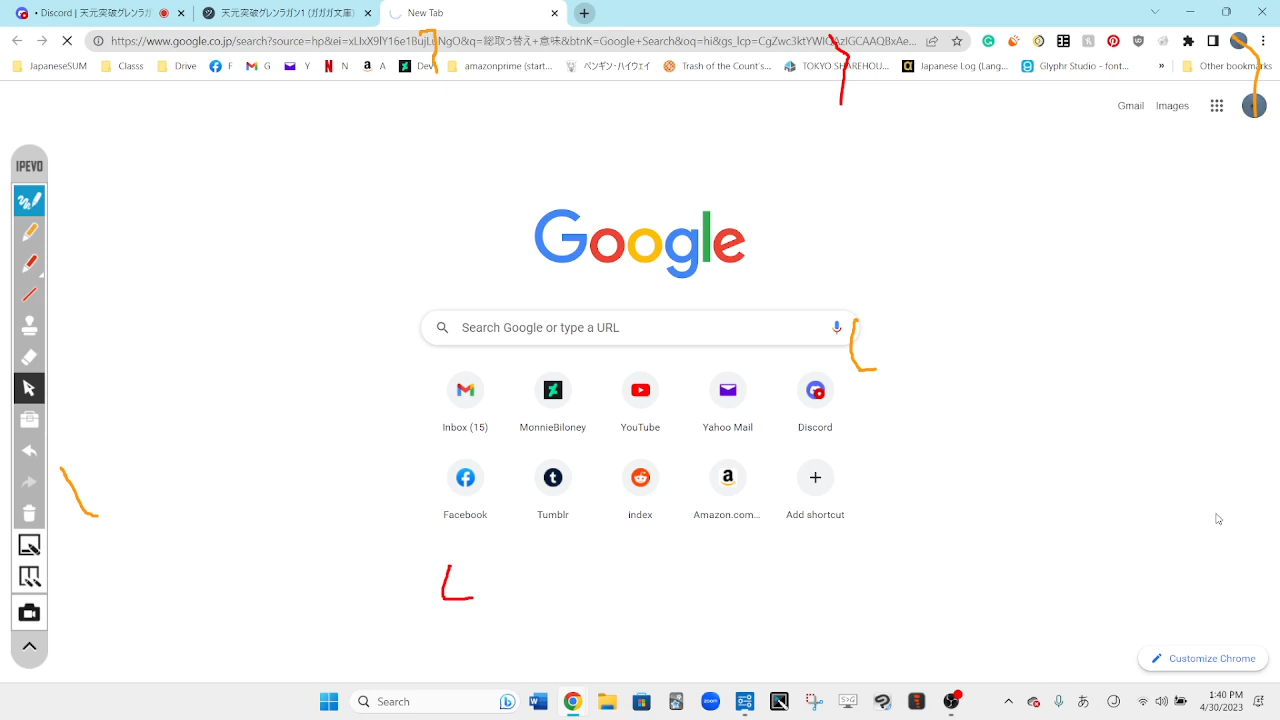 • Discord | 天元突破グレンラガ
天元突破グレンラガン1 (ガガガ文庫)
New Tab
http://www.google.co.jp/search?source=hp&ei=
&q=総取っ替え+意味&btnK=Google+Search&oq=hi&gs_lcp=
JapaneseSUM
Classi
Drive
F
G
Y
N
A
Dev
amazonprime (start...
ペンギン・ハイウェイ
Trash of the Count's...
TOKYO SHAREHOU...
Japanese Log (Lang...
Glyphr Studio - font...
»
Other bookmarks
Gmail
Images
IPEVO
Google
Search Google or type a URL
Inbox (15)
MonnieBiloney
YouTube
Yahoo Mail
Discord
Facebook
Tumblr
index
Amazon.com...
Add shortcut
Customize Chrome
Search
zoom
あ
1:40 PM
4/30/2023